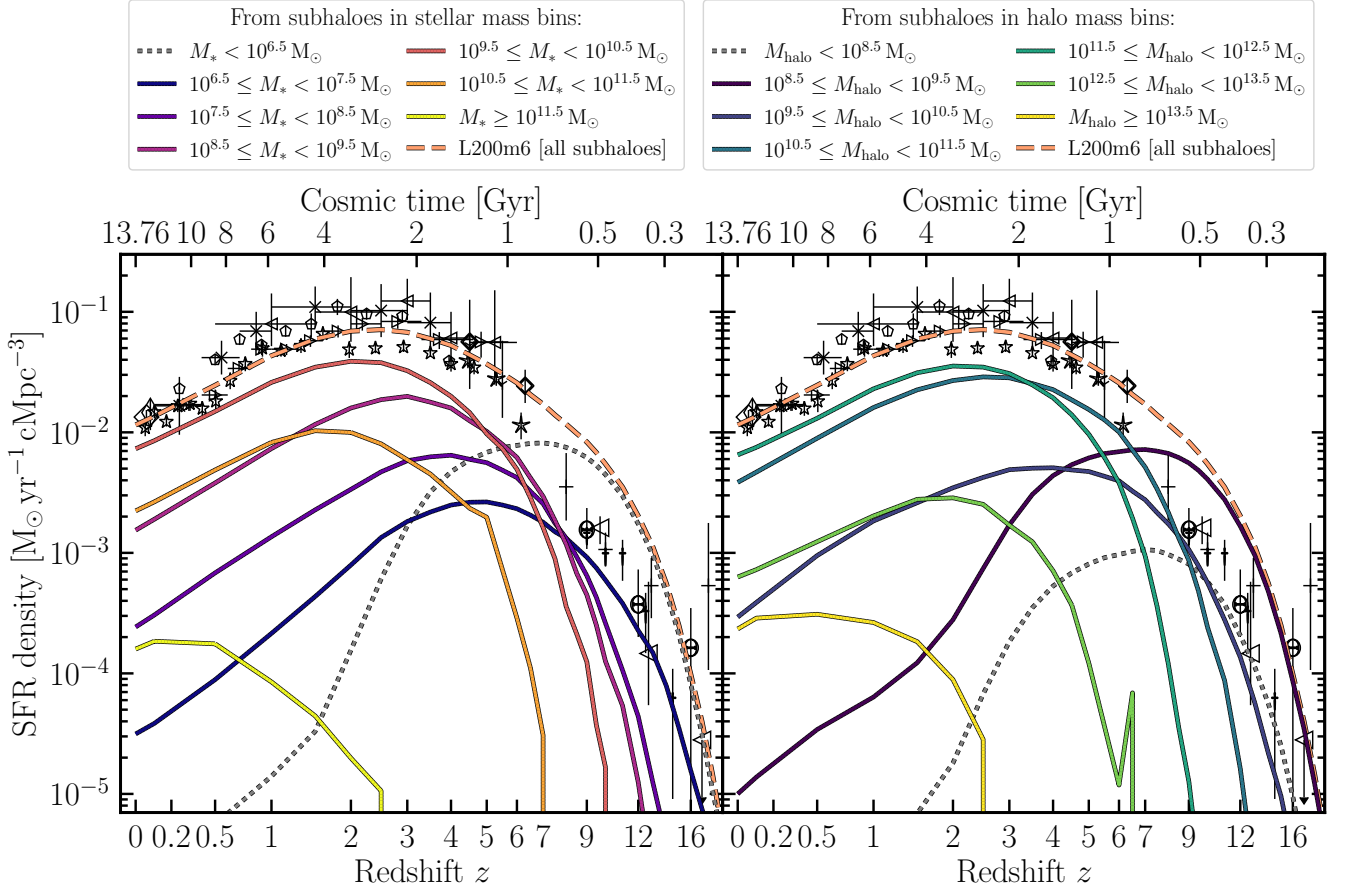 From subhaloes in stellar mass bins:
M* < 10^6.5 M⊙
10^6.5 ≤ M* < 10^7.5 M⊙
10^7.5 ≤ M* < 10^8.5 M⊙
10^8.5 ≤ M* < 10^9.5 M⊙
10^9.5 ≤ M* < 10^10.5 M⊙
10^10.5 ≤ M* < 10^11.5 M⊙
M* ≥ 10^11.5 M⊙
L200m6 [all subhaloes]
From subhaloes in halo mass bins:
M_halo < 10^8.5 M⊙
10^8.5 ≤ M_halo < 10^9.5 M⊙
10^9.5 ≤ M_halo < 10^10.5 M⊙
10^10.5 ≤ M_halo < 10^11.5 M⊙
10^11.5 ≤ M_halo < 10^12.5 M⊙
10^12.5 ≤ M_halo < 10^13.5 M⊙
M_halo ≥ 10^13.5 M⊙
L200m6 [all subhaloes]
Cosmic time [Gyr]
13.76 10 8 6 4 2 1 0.5 0.3
Cosmic time [Gyr]
13.76 10 8 6 4 2 1 0.5 0.3
SFR density [M⊙ yr^−1 cMpc^−3]
10^−1
10^−2
10^−3
10^−4
10^−5
0 0.2 0.5 1 2 3 4 5 6 7 9 12 16
Redshift z
0 0.2 0.5 1 2 3 4 5 6 7 9 12 16
Redshift z